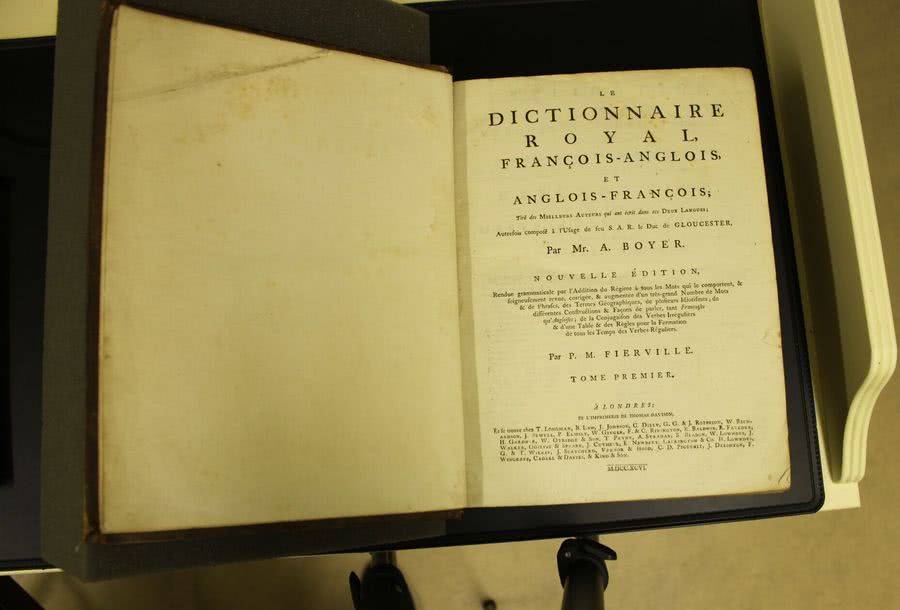 LE
DICTIONNAIRE
ROYAL,
FRANÇOIS-ANGLOIS,
ET
ANGLOIS-FRANÇOIS;
Tiré des MEILLEURS AUTEURS qui ont écrit dans ces DEUX LANGUES;
Autrefois composé à l'Usage de feu S. A. R. le Duc de GLOUCESTER,
Par Mr. A. BOYER.
NOUVELLE ÉDITION,
Rendue grammaticale par l'Addition du Régime à tous les Mots qui le comportent, &
soigneusement revue, corrigée, & augmentée d'un très-grand Nombre de Mots
& de Phrases, des Termes Géographiques, de plusieurs Idiotismes; de
différentes Constructions & Façons de parler, tant Françoises
qu'Angloises; de la Conjugaison des Verbes Irréguliers
& d'une Table & des Règles pour la Formation
de tous les Temps des Verbes Réguliers.
Par P. M. FIERVILLE.
TOME PREMIER.
À LONDRES:
DE L'IMPRIMERIE DE THOMAS DAVISON,
Et se trouve chez T. LONGMAN, B. LAW, J. JOHNSON, C. DILLY, G. G. & J. ROBINSON, W. RICH-
ARDSON, J. SEWELL, P. ELMSLY, W. GINGER, F. & C. RIVINGTON, R. BALDWIN, R. FAULDER,
H. GARDNER, W. OTRIDGE & SON, T. PAYNE, A. STRAHAN, S. W. LOWNDES, J.
WALKER, OGILVIE & SPEARE, J. CUTHELL, E. NEWBERY, LACKINGTON & Co. H. LOWNDES,
G. & T. WILKIE, J. SCATCHERD, VERNOR & HOOD, C. D. J. DEIGHTON, F.
WINGRAVE, CADELL & DAVIES, & KING & SON.
M.DCC.XCVI.